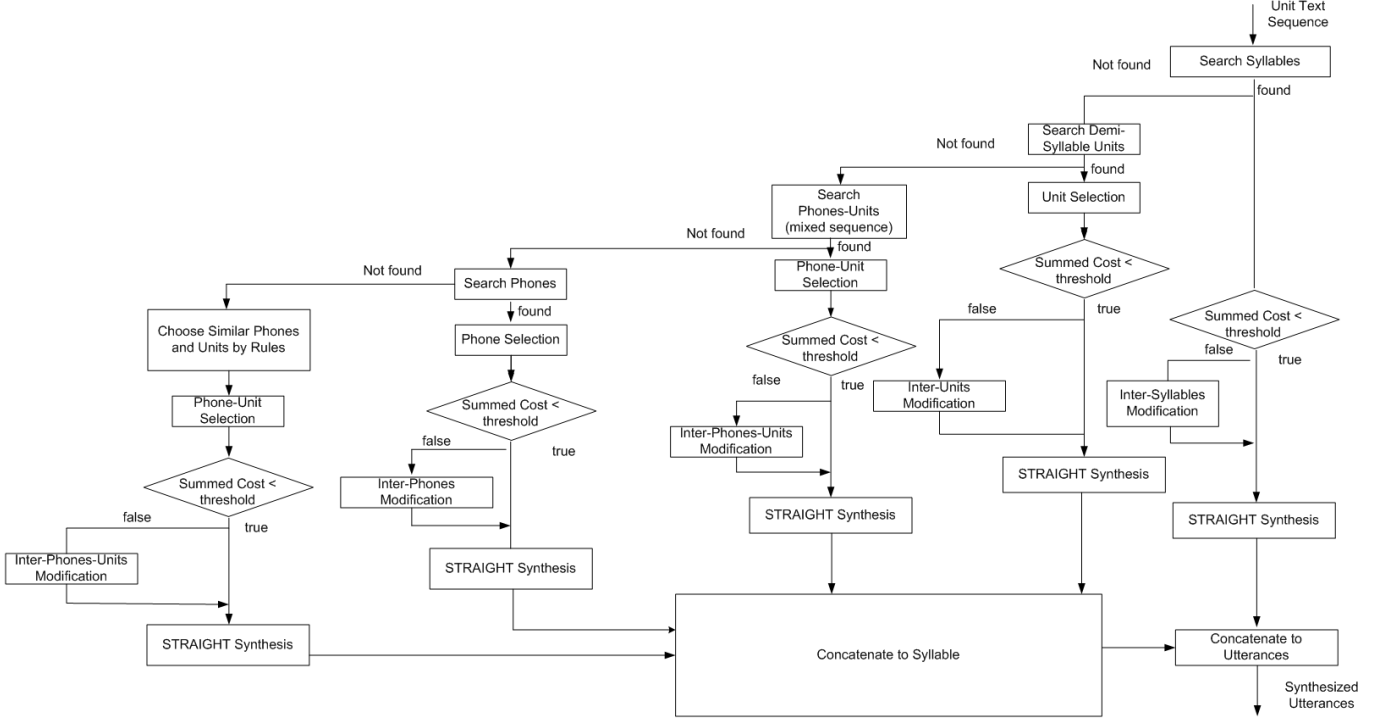 Unit Text
Sequence
Search Syllables
Not found
found
Search Demi-
Syllable Units
Not found
found
Search
Phones-Units
(mixed sequence)
Unit Selection
Not found
found
Summed Cost <
threshold
Phone-Unit
Selection
Not found
Search Phones
found
false
true
Summed Cost <
threshold
Choose Similar Phones
and Units by Rules
Phone Selection
Summed Cost <
threshold
false
true
false
true
Inter-Units
Modification
Inter-Syllables
Modification
Phone-Unit
Selection
Summed Cost <
threshold
false
true
Inter-Phones-Units
Modification
STRAIGHT Synthesis
Summed Cost <
threshold
Inter-Phones
Modification
false
true
STRAIGHT Synthesis
STRAIGHT Synthesis
Inter-Phones-Units
Modification
STRAIGHT Synthesis
STRAIGHT Synthesis
Concatenate to Syllable
Concatenate to
Utterances
Synthesized
Utterances